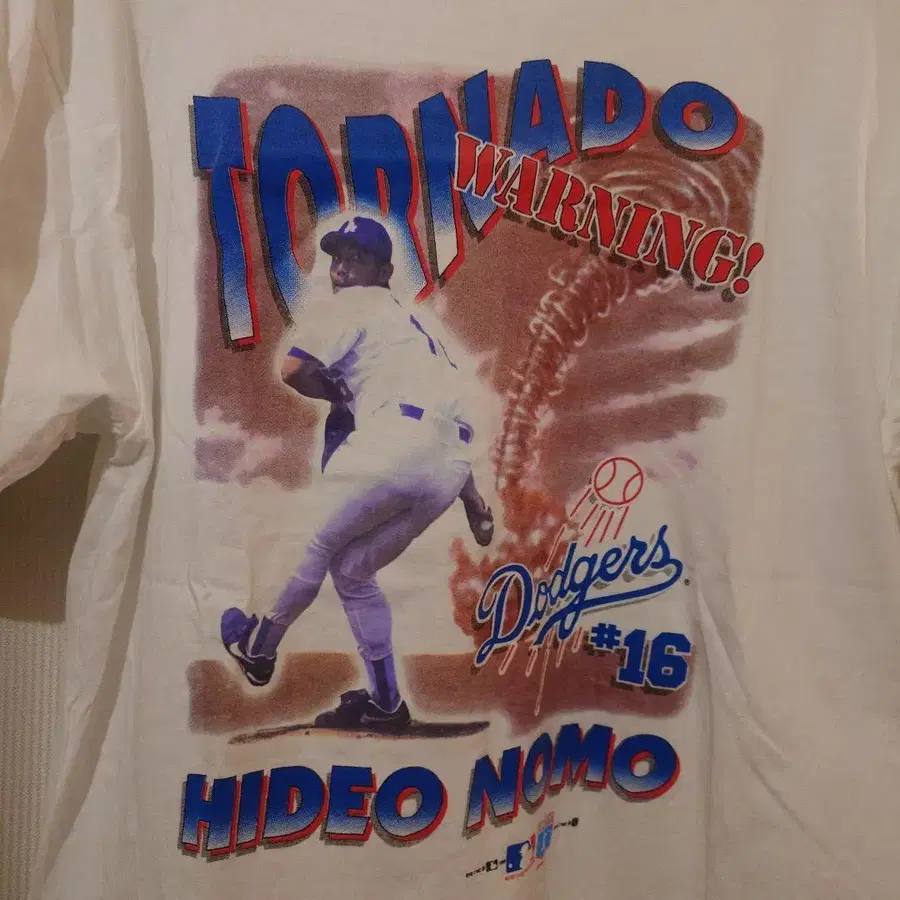 TORNADO
WARNING!
Dodgers
#16
HIDEO NOMO